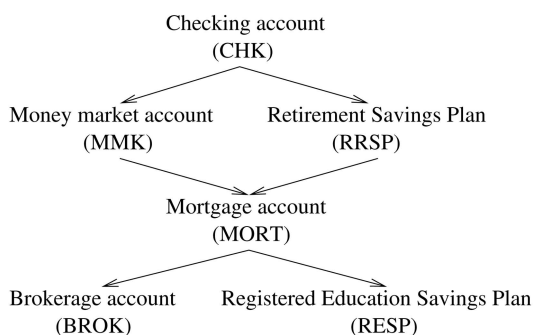 Checking account
(CHK)
Money market account
(MMK)
Retirement Savings Plan
(RRSP)
Mortgage account
(MORT)
Brokerage account
(BROK)
Registered Education Savings Plan
(RESP)